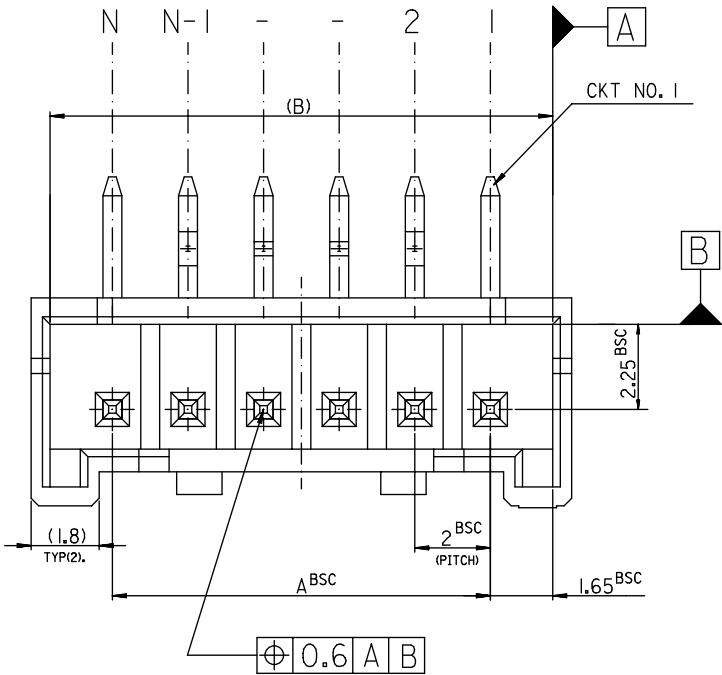 N N-1 - - 2 1
A
CKT NO. 1
(B)
B
2.25 BSC
(1.8)
TYP(2).
2 BSC
(PITCH)
A BSC
1.65 BSC
⌖ 0.6 A B